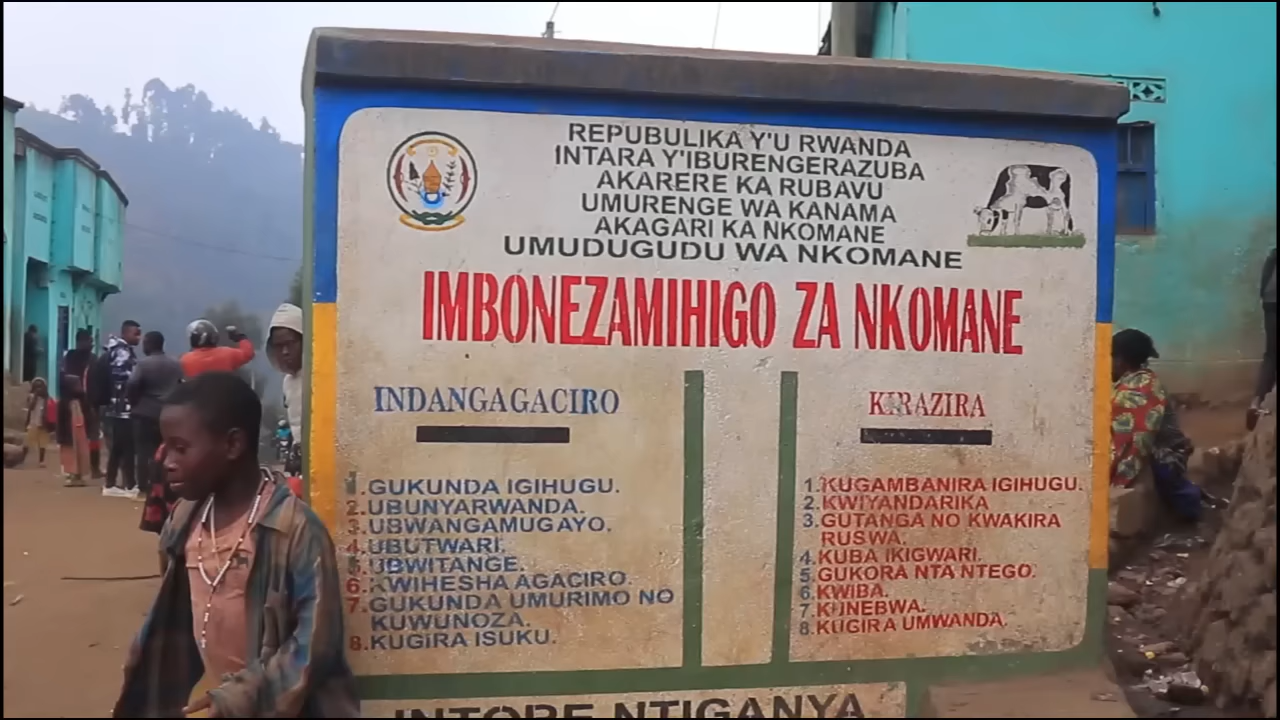 REPUBULIKA Y'U RWANDA
INTARA Y'IBURENGERAZUBA
AKARERE KA RUBAVU
UMURENGE WA KANAMA
AKAGARI KA NKOMANE
UMUDUGUDU WA NKOMANE
IMBONEZAMIHIGO ZA NKOMANE
INDANGAGACIRO
1.GUKUNDA IGIHUGU.
2.UBUNYARWANDA.
3.UBWANGAMUGAYO.
4.UBUTWARI.
5.UBWITANGE.
6.KWIHESHA AGACIRO.
7.GUKUNDA UMURIMO NO
KUWUNOZA.
8.KUGIRA ISUKU.
KIRAZIRA
1.KUGAMBANIRA IGIHUGU.
2.KWIYANDARIKA
3.GUTANGA NO KWAKIRA
RUSWA.
4.KUBA IKIGWARI.
5.GUKORA NTA NTEGO.
6.KWIBA.
7.KUNEBWA.
8.KUGIRA UMWANDA.
INTORE NTIGANYA